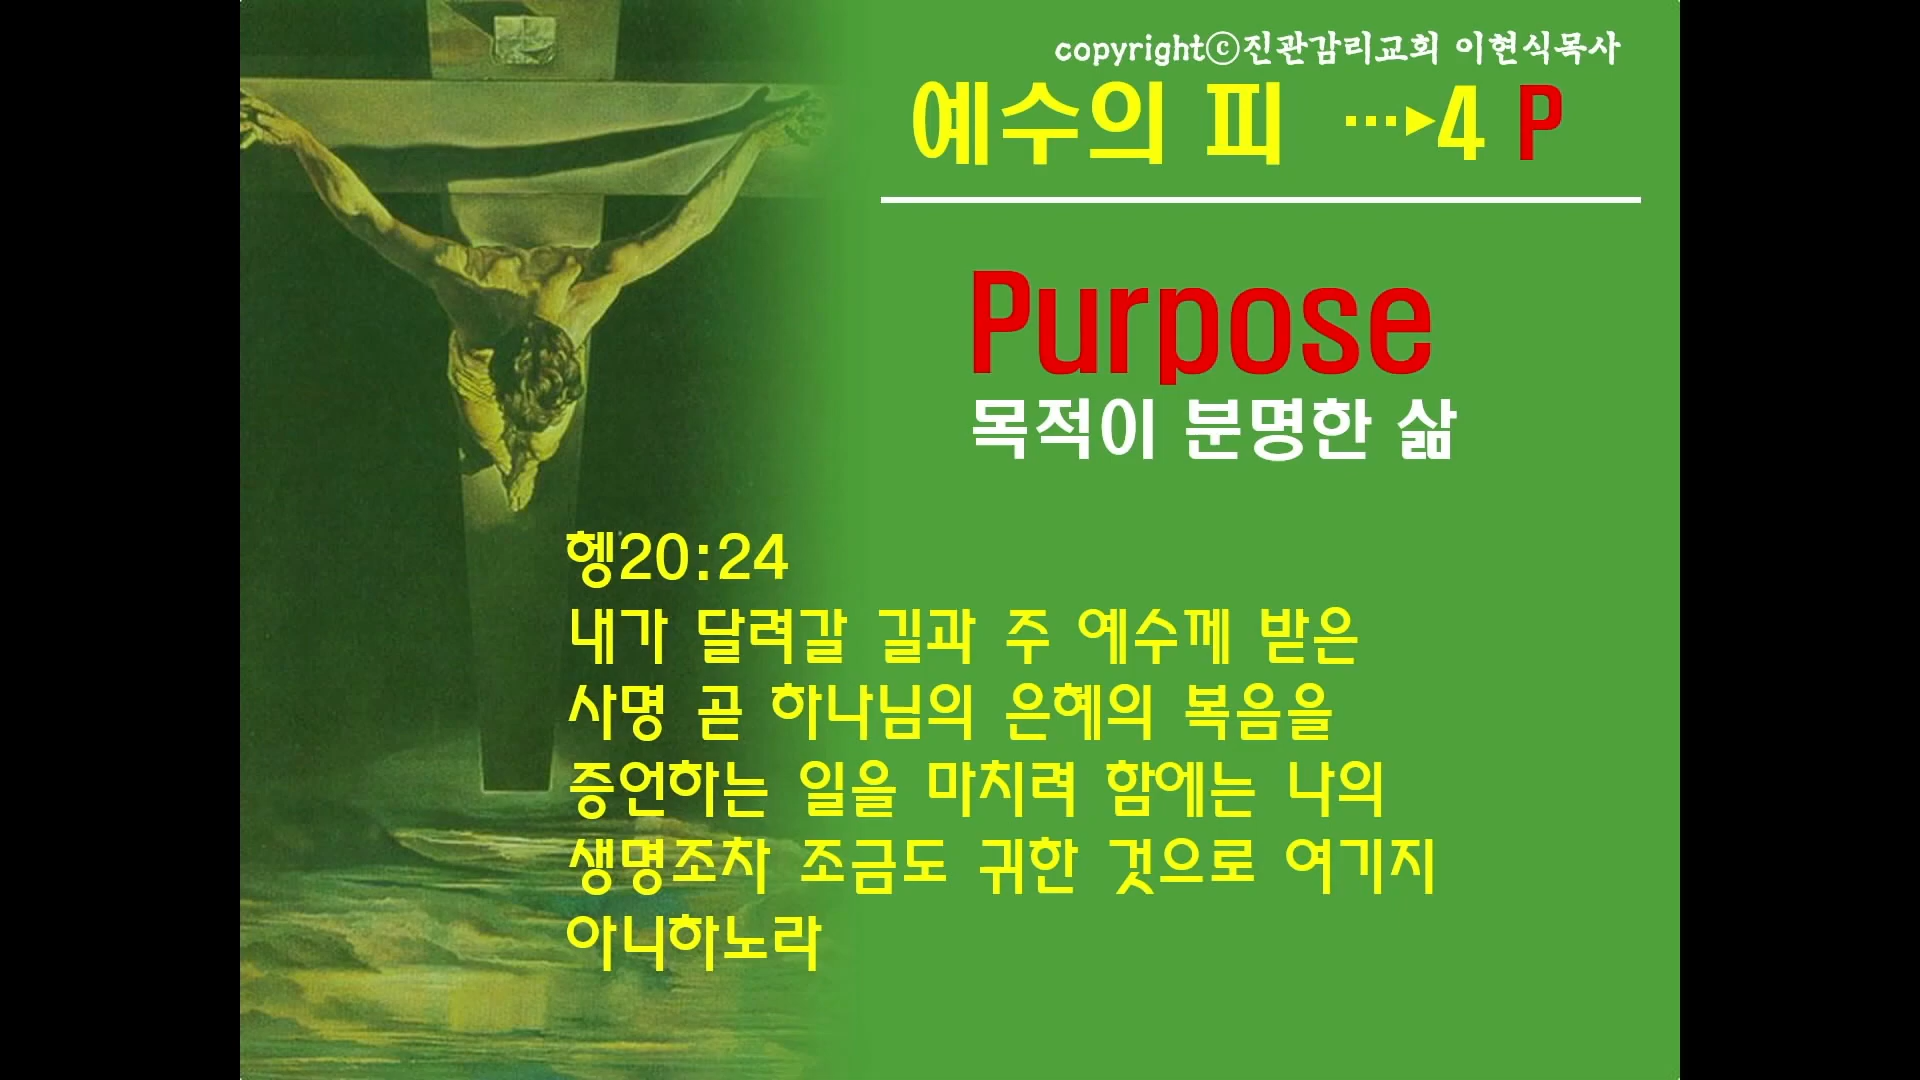 copyrightⓒ진관감리교회 이현식목사
예수의 피 ···▶4 P
Purpose
목적이 분명한 삶
헹20:24
내가 달려갈 길과 주 예수께 받은
사명 곧 하나님의 은혜의 복음을
증언하는 일을 마치려 함에는 나의
생명조차 조금도 귀한 것으로 여기지
아니하노라